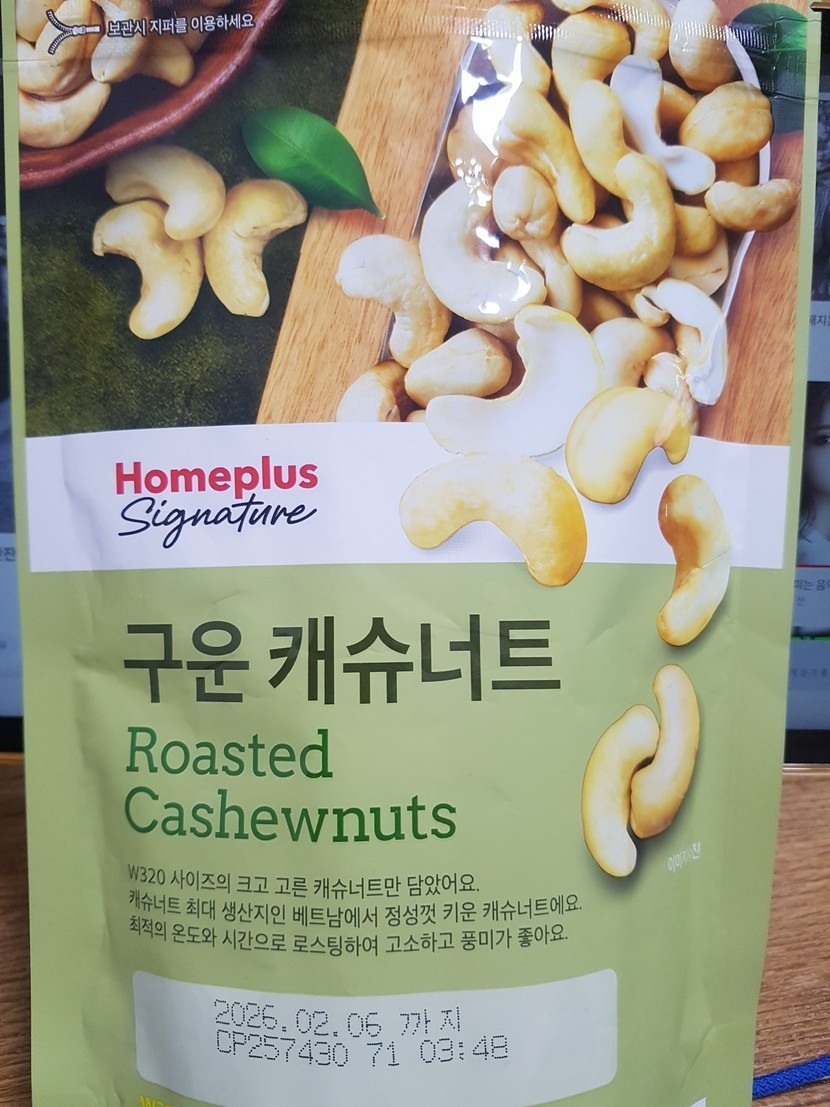 보관시 지퍼를 이용하세요
Homeplus
Signature
구운 캐슈너트
Roasted
Cashewnuts
W320 사이즈의 크고 고른 캐슈너트만 담았어요.
캐슈너트 최대 생산지인 베트남에서 정성껏 키운 캐슈너트에요.
최적의 온도와 시간으로 로스팅하여 고소하고 풍미가 좋아요.
이미지사진
2026.02.06 까지
CP257430 71 03:48